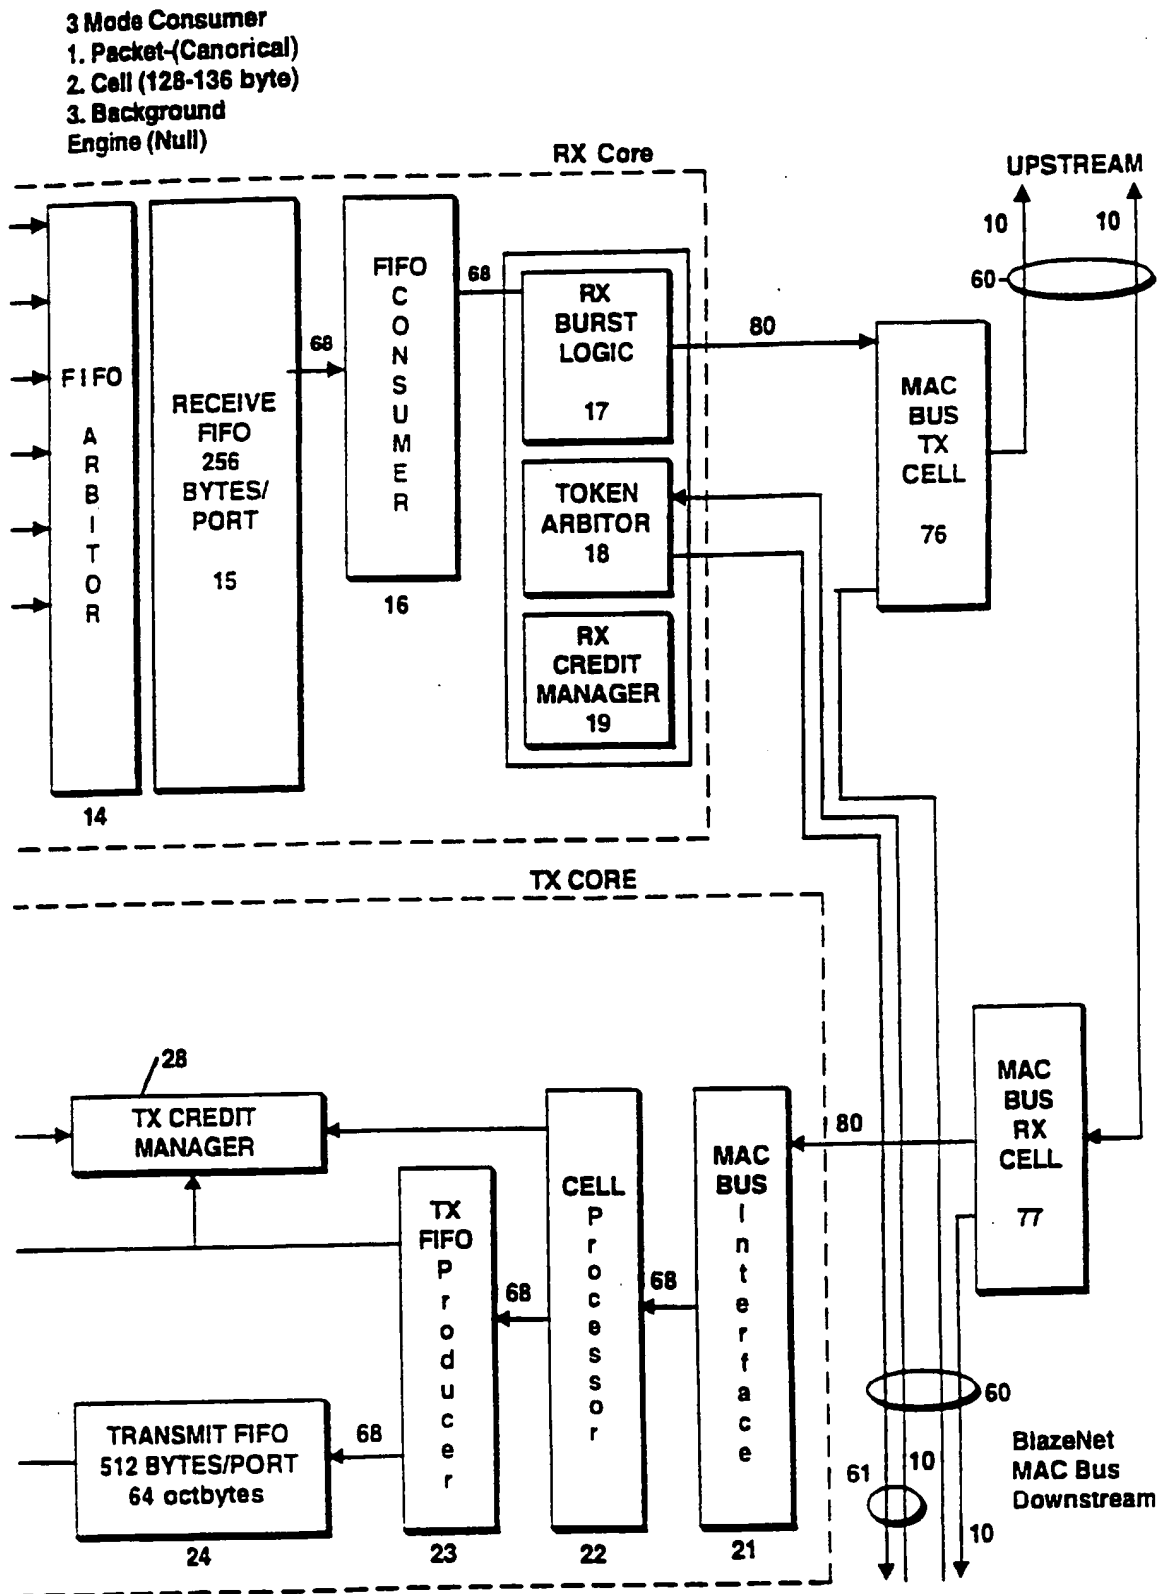 3 Mode Consumer
1. Packet-(Canorical)
2. Cell (128-136 byte)
3. Background
Engine (Null)
RX Core
UPSTREAM
10
10
60
FIFO
ARBITOR
14
RECEIVE
FIFO
256
BYTES/
PORT
15
68
FIFO
CONSUMER
16
68
RX
BURST
LOGIC
17
TOKEN
ARBITOR
18
RX
CREDIT
MANAGER
19
80
MAC
BUS
TX
CELL
76
TX CORE
28
TX CREDIT
MANAGER
TX
FIFO
Producer
23
68
CELL
Processor
22
68
MAC
BUS
Interface
21
80
MAC
BUS
RX
CELL
77
TRANSMIT FIFO
512 BYTES/PORT
64 octbytes
24
68
60
61
10
10
BlazeNet
MAC Bus
Downstream